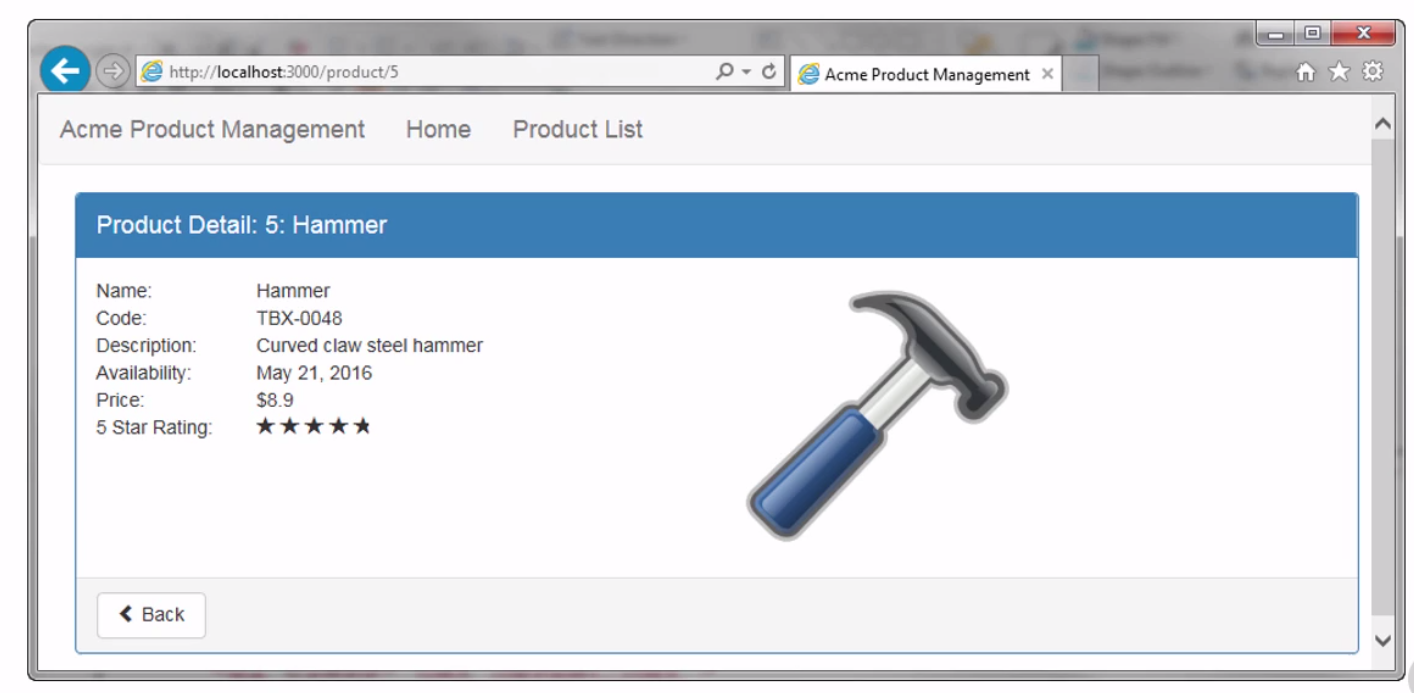 http://localhost:3000/product/5
Acme Product Management
Acme Product Management Home Product List
Product Detail: 5: Hammer
Name: Hammer
Code: TBX-0048
Description: Curved claw steel hammer
Availability: May 21, 2016
Price: $8.9
5 Star Rating:
Back